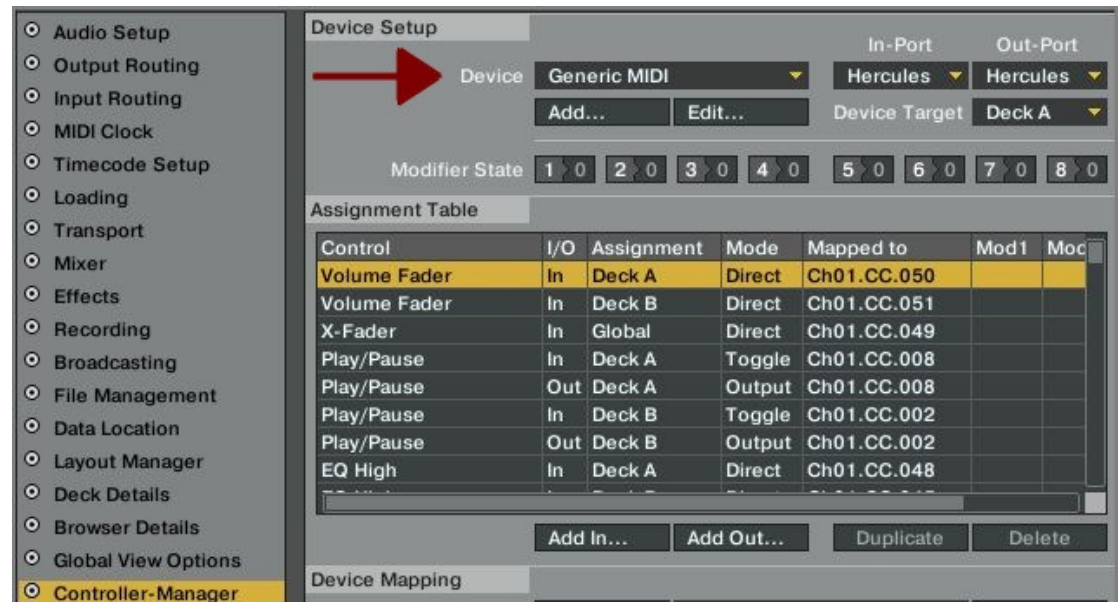 Audio Setup
Output Routing
Input Routing
MIDI Clock
Timecode Setup
Loading
Transport
Mixer
Effects
Recording
Broadcasting
File Management
Data Location
Layout Manager
Deck Details
Browser Details
Global View Options
Controller-Manager
Device Setup
In-Port Out-Port
Device Generic MIDI Hercules Hercules
Add... Edit... Device Target Deck A
Modifier State 1 0 2 0 3 0 4 0 5 0 6 0 7 0 8 0
Assignment Table
Control I/O Assignment Mode Mapped to Mod1
Volume Fader In Deck A Direct Ch01.CC.050
Volume Fader In Deck B Direct Ch01.CC.051
X-Fader In Global Direct Ch01.CC.049
Play/Pause In Deck A Toggle Ch01.CC.008
Play/Pause Out Deck A Output Ch01.CC.008
Play/Pause In Deck B Toggle Ch01.CC.002
Play/Pause Out Deck B Output Ch01.CC.002
EQ High In Deck A Direct Ch01.CC.048
Add In... Add Out... Duplicate Delete
Device Mapping